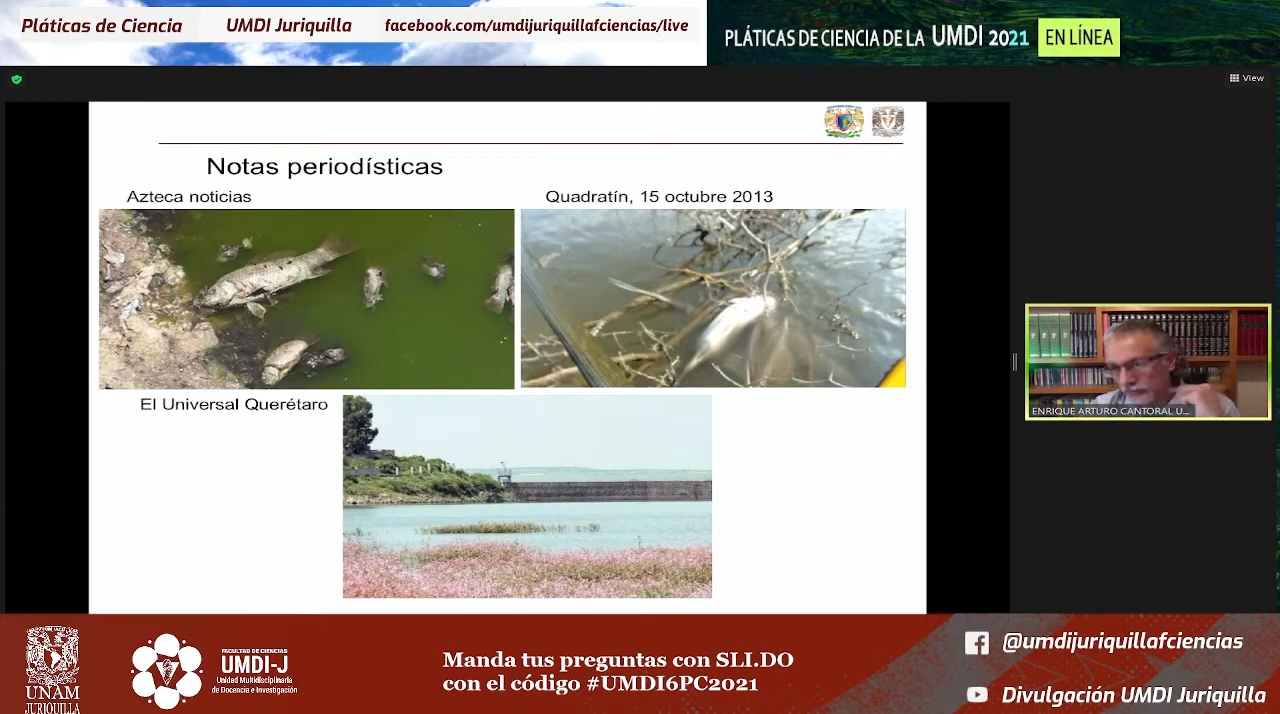 Pláticas de Ciencia UMDI Juriquilla facebook.com/umdijuriquillafciencias/live
PLÁTICAS DE CIENCIA DE LA UMDI 2021 EN LÍNEA
View
Notas periodísticas
Azteca noticias
Quadratín, 15 octubre 2013
El Universal Querétaro
ENRIQUE ARTURO CANTORAL U...
UNAM
JURIQUILLA
FACULTAD DE CIENCIAS
UMDI-J
Unidad Multidisciplinaria
de Docencia e Investigación
Manda tus preguntas con SLI.DO
con el código #UMDI6PC2021
@umdijuriquillafciencias
Divulgación UMDI Juriquilla